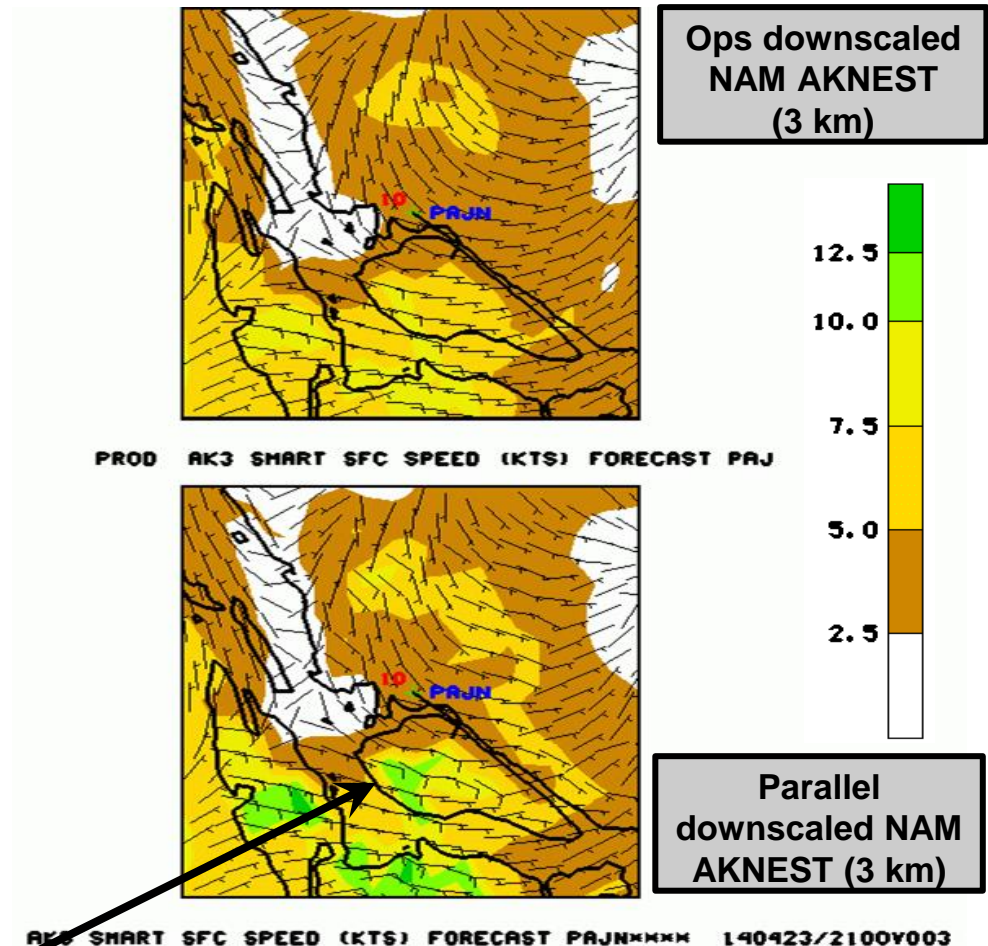 Ops downscaled
NAM AKNEST
(3 km)
10 PAJN
12.5
10.0
7.5
5.0
2.5
PROD AK3 SMART SFC SPEED (KTS) FORECAST PAJ
10 PAJN
Parallel
downscaled NAM
AKNEST (3 km)
SMART SFC SPEED (KTS) FORECAST PAJN**** 140423/2100V003